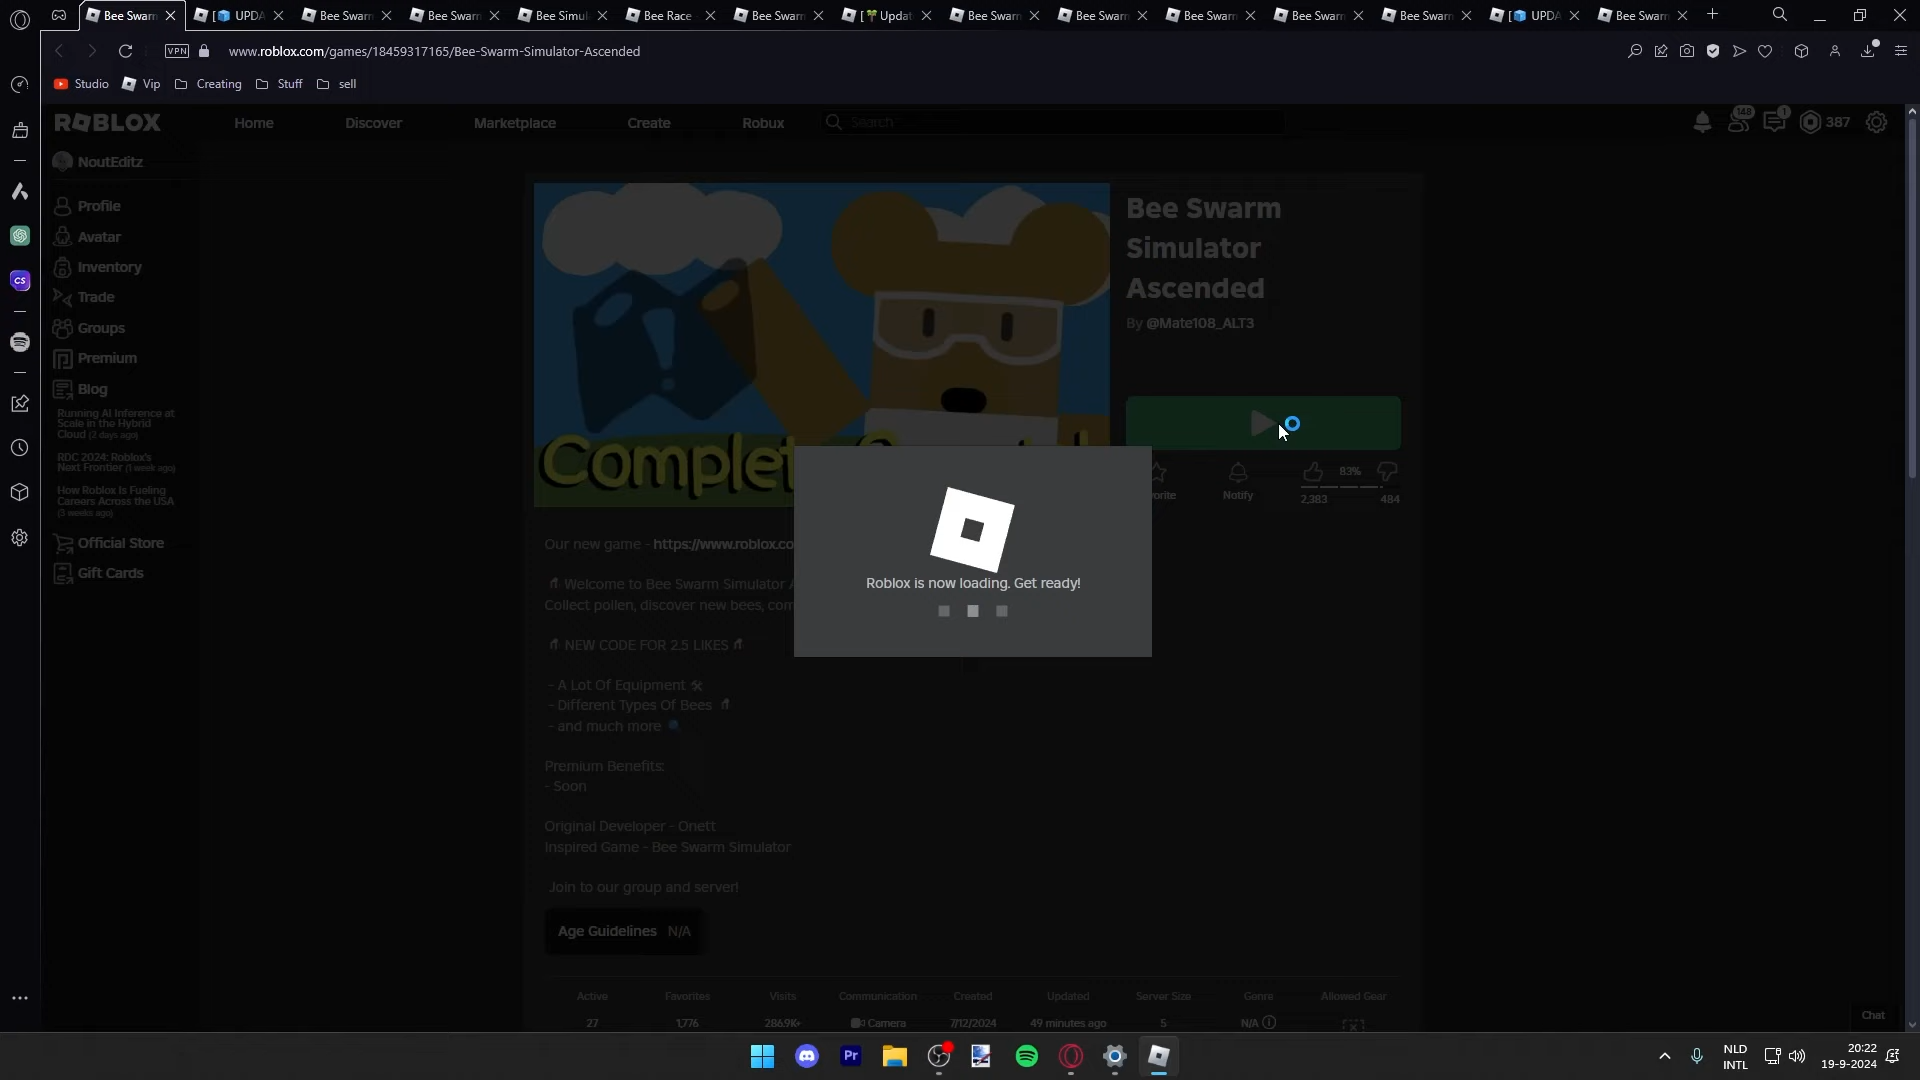 Bee Swarm
[ UPDA
Bee Swarm
Bee Swarm
Bee Simul
Bee Race -
Bee Swarm
[ Updat
Bee Swarm
Bee Swarm
Bee Swarm
Bee Swarm
Bee Swarm
[ UPDA
Bee Swarm
VPN
www.roblox.com/games/18459317165/Bee-Swarm-Simulator-Ascended
Studio
Vip
Creating
Stuff
sell
CS
ROBLOX
Home
Discover
Marketplace
Create
Robux
Search
148
1
387
NoutEditz
Profile
Avatar
Inventory
Trade
Groups
Premium
Blog
Running AI Inference at
Scale in the Hybrid
Cloud (2 days ago)
RDC 2024: Roblox's
Next Frontier (1 week ago)
How Roblox Is Fueling
Careers Across the USA
(3 weeks ago)
Official Store
Gift Cards
Bee Swarm
Simulator
Ascended
By @Mate108_ALT3
Notify
83%
2,383
484
Roblox is now loading. Get ready!
Our new game - https://www.roblox.co
Welcome to Bee Swarm Simulator A
Collect pollen, discover new bees, com
NEW CODE FOR 2.5 LIKES
- A Lot Of Equipment
- Different Types Of Bees
- and much more
Premium Benefits:
- Soon
Original Developer - Onett
Inspired Game - Bee Swarm Simulator
Join to our group and server!
Age Guidelines N/A
Active
Favorites
Visits
Communication
Created
Updated
Server Size
Genre
Allowed Gear
27
1,776
286.9K+
Camera
7/12/2024
49 minutes ago
5
N/A
Chat
Pr
NLD
INTL
20:22
19-9-2024